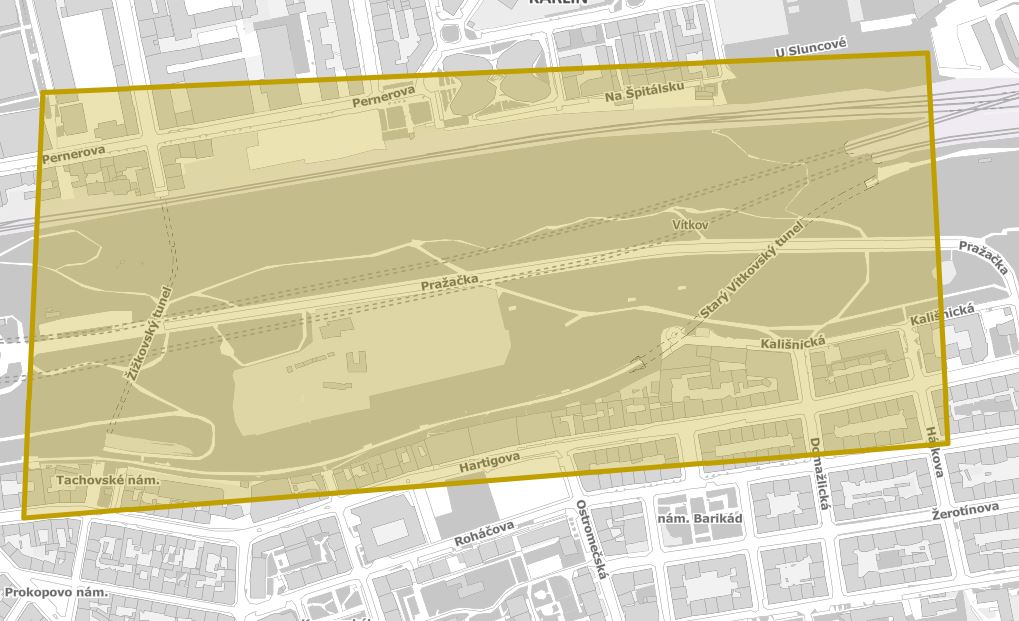 KARLÍN
U Sluncové
Pernerova
Na Špitálsku
Pernerova
Vítkov
Pražačka
Pražačka
Starý Vítkovský tunel
Žižkovský tunel
Kališnická
Kališnická
Hartigova
Tachovské nám.
Domažlická
Hájkova
Ostromečská
nám. Barikád
Žerotínova
Roháčova
Prokopovo nám.